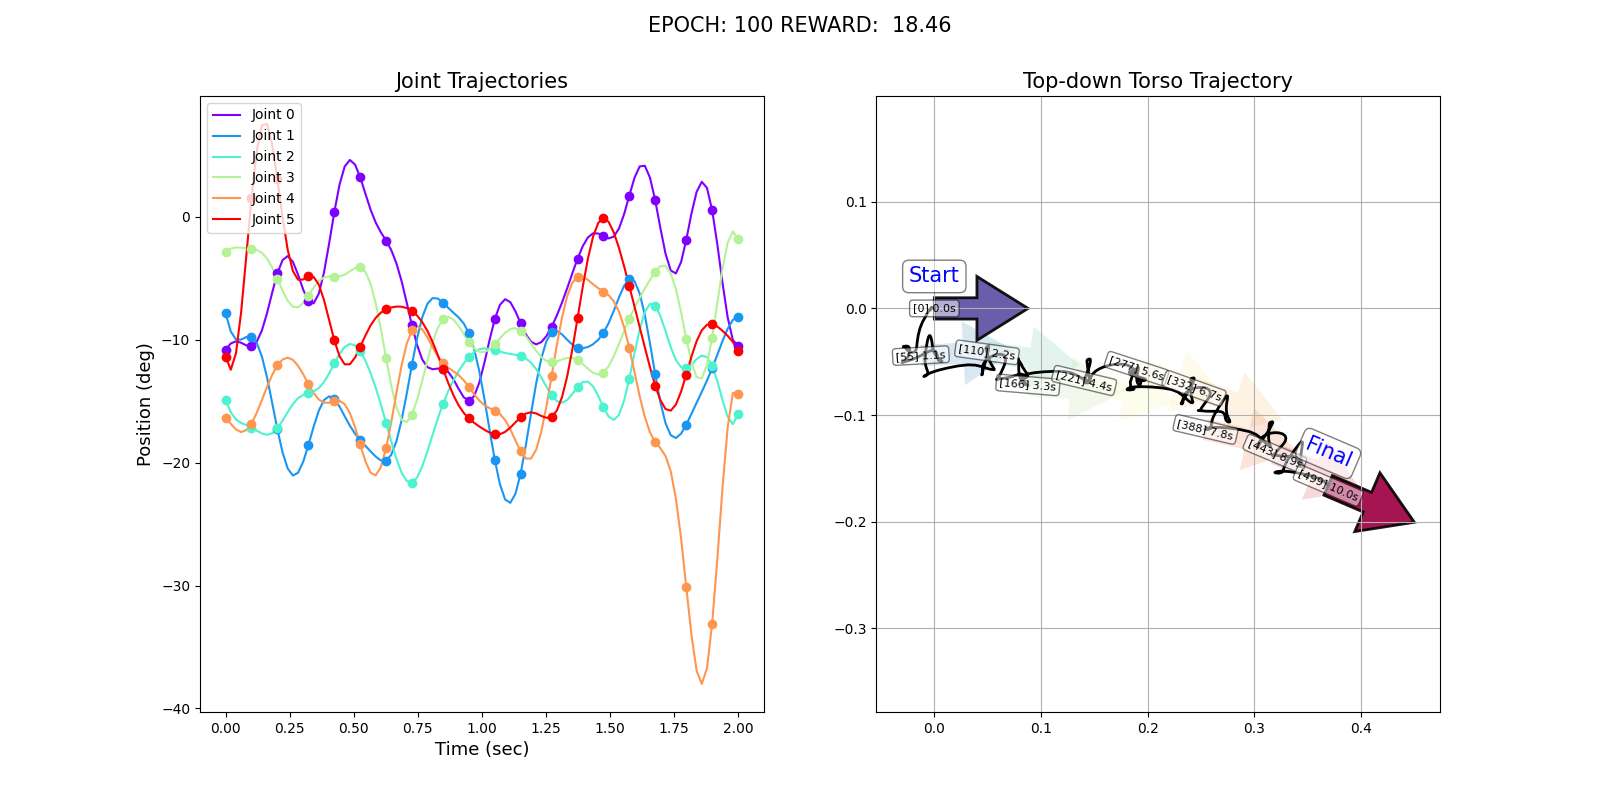 EPOCH: 100 REWARD:  18.46
Joint Trajectories
Joint 0
Joint 1
Joint 2
Joint 3
Joint 4
Joint 5
0
−10
−20
−30
−40
Position (deg)
0.00 0.25 0.50 0.75 1.00 1.25 1.50 1.75 2.00
Time (sec)
Top-down Torso Trajectory
0.1
0.0
−0.1
−0.2
−0.3
0.0 0.1 0.2 0.3 0.4
Start
[0] 0.0s
[55] 1.1s
[110] 2.2s
[166] 3.3s
[221] 4.4s
[277] 5.6s
[332] 6.7s
[388] 7.8s
[443] 8.9s
[499] 10.0s
Final